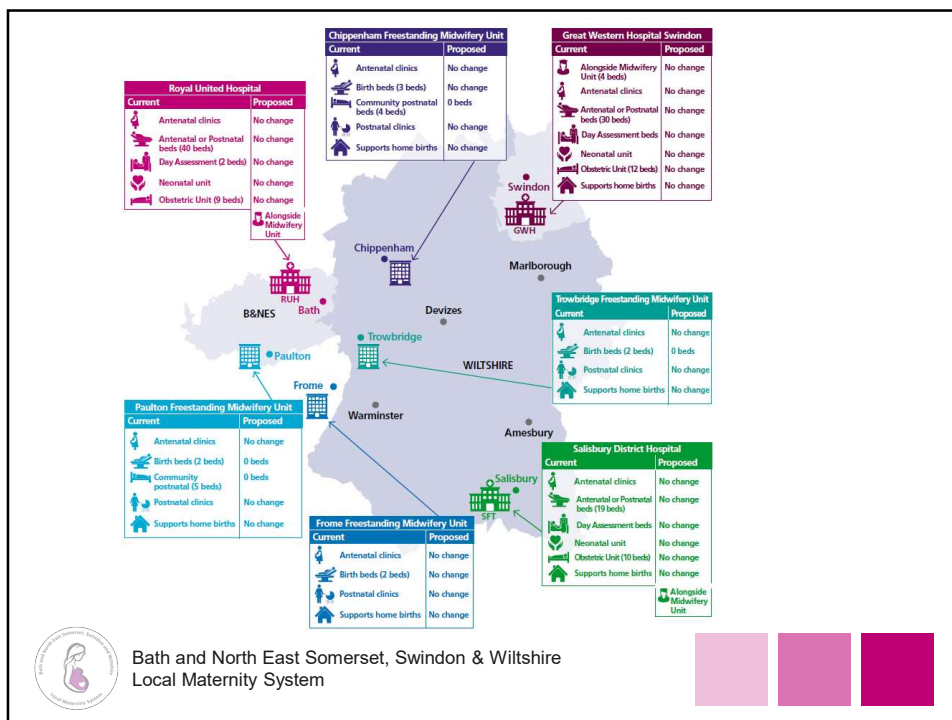 Chippenham Freestanding Midwifery Unit
Current Proposed
Antenatal clinics No change
Birth beds (3 beds) No change
Community postnatal 0 beds
beds (4 beds)
Postnatal clinics No change
Supports home births No change
Great Western Hospital Swindon
Current Proposed
Alongside Midwifery No change
Unit (4 beds)
Antenatal clinics No change
Antenatal or Postnatal No change
beds (30 beds)
Day Assessment beds No change
Neonatal unit No change
Obstetric Unit (12 beds) No change
Supports home births No change
Royal United Hospital
Current Proposed
Antenatal clinics No change
Antenatal or Postnatal No change
beds (40 beds)
Day Assessment (2 beds) No change
Neonatal unit No change
Obstetric Unit (9 beds) No change
Alongside
Midwifery
Unit
Swindon
GWH
Chippenham
Marlborough
RUH
Bath
B&NES
Devizes
Trowbridge
WILTSHIRE
Paulton
Frome
Warminster
Amesbury
Salisbury
SFT
Trowbridge Freestanding Midwifery Unit
Current Proposed
Antenatal clinics No change
Birth beds (2 beds) 0 beds
Postnatal clinics No change
Supports home births No change
Paulton Freestanding Midwifery Unit
Current Proposed
Antenatal clinics No change
Birth beds (2 beds) 0 beds
Community 0 beds
postnatal (5 beds)
Postnatal clinics No change
Supports home births No change
Salisbury District Hospital
Current Proposed
Antenatal clinics No change
Antenatal or Postnatal No change
beds (19 beds)
Day Assessment beds No change
Neonatal unit No change
Obstetric Unit (10 beds) No change
Supports home births No change
Alongside
Midwifery
Unit
Frome Freestanding Midwifery Unit
Current Proposed
Antenatal clinics No change
Birth beds (2 beds) No change
Postnatal clinics No change
Supports home births No change
Bath and North East Somerset, Swindon and Wiltshire
Local Maternity System
Bath and North East Somerset, Swindon & Wiltshire
Local Maternity System